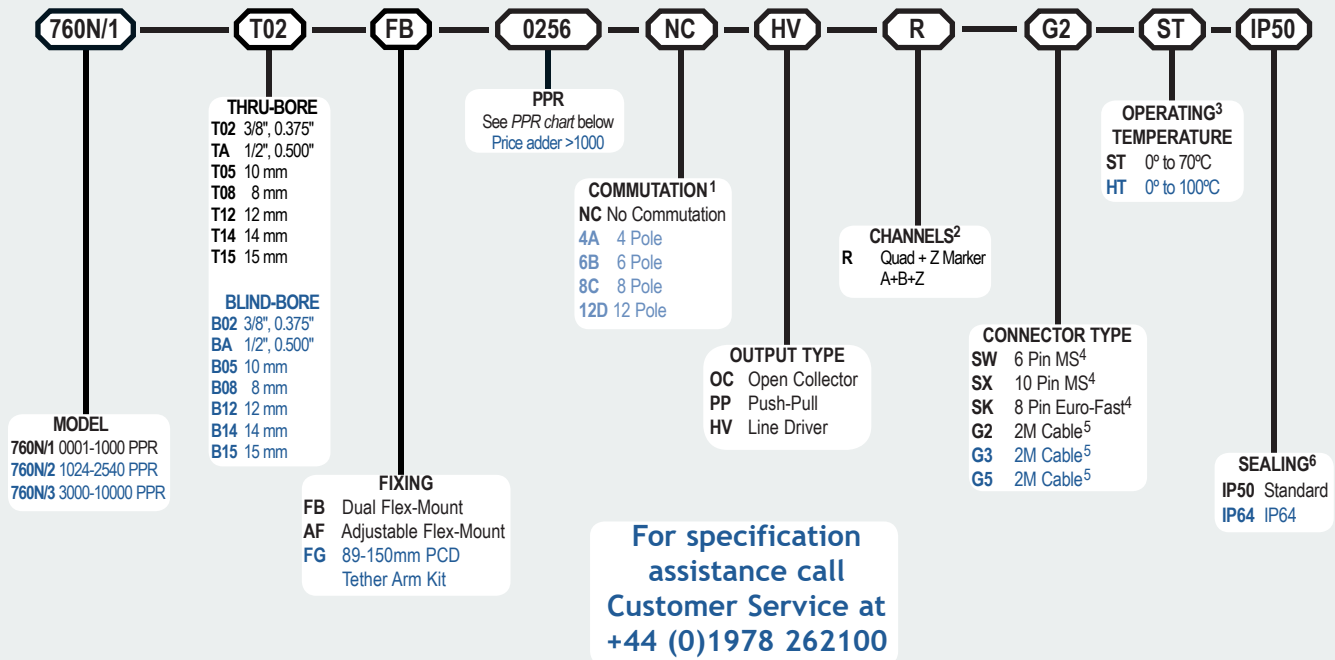 760N/1 T02 FB 0256 NC HV R G2 ST IP50
MODEL
760N/1 0001-1000 PPR
760N/2 1024-2540 PPR
760N/3 3000-10000 PPR
THRU-BORE
T02 3/8", 0.375"
TA 1/2", 0.500"
T05 10 mm
T08 8 mm
T12 12 mm
T14 14 mm
T15 15 mm
BLIND-BORE
B02 3/8", 0.375"
BA 1/2", 0.500"
B05 10 mm
B08 8 mm
B12 12 mm
B14 14 mm
B15 15 mm
FIXING
FB Dual Flex-Mount
AF Adjustable Flex-Mount
FG 89-150mm PCD
Tether Arm Kit
PPR
See PPR chart below
Price adder >1000
COMMUTATION1
NC No Commutation
4A 4 Pole
6B 6 Pole
8C 8 Pole
12D 12 Pole
OUTPUT TYPE
OC Open Collector
PP Push-Pull
HV Line Driver
CHANNELS2
R Quad + Z Marker
A+B+Z
CONNECTOR TYPE
SW 6 Pin MS4
SX 10 Pin MS4
SK 8 Pin Euro-Fast4
G2 2M Cable5
G3 2M Cable5
G5 2M Cable5
OPERATING3
TEMPERATURE
ST 0º to 70ºC
HT 0º to 100ºC
SEALING6
IP50 Standard
IP64 IP64
For specification
assistance call
Customer Service at
+44 (0)1978 262100